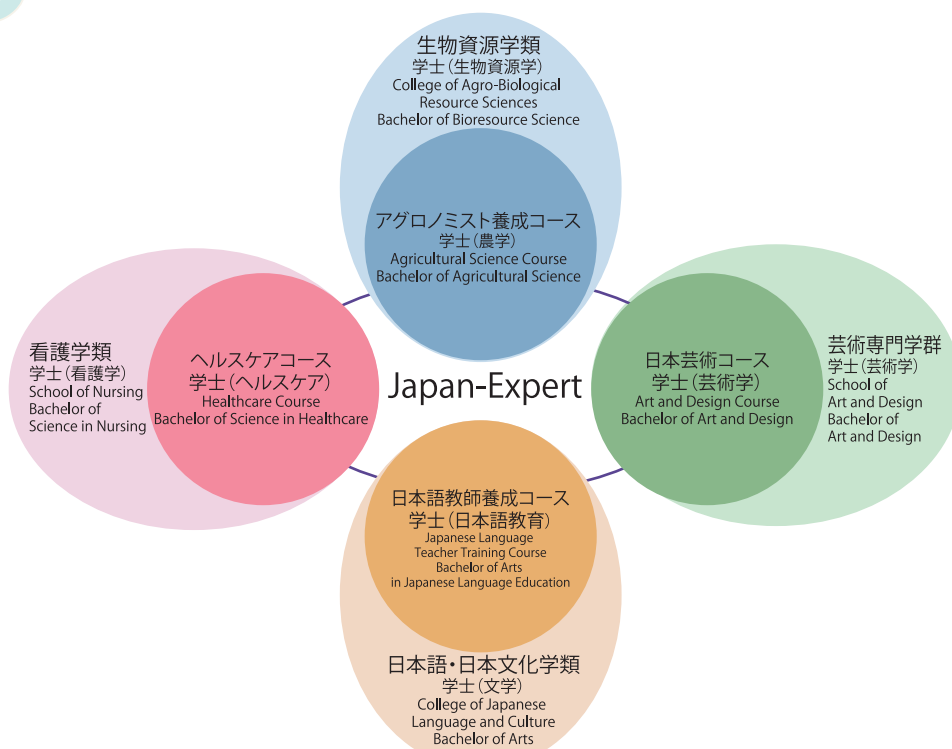 生物資源学類
学士（生物資源学）
College of Agro-Biological
Resource Sciences
Bachelor of Bioresource Science
アグロノミスト養成コース
学士（農学）
Agricultural Science Course
Bachelor of Agricultural Science
看護学類
学士（看護学）
School of Nursing
Bachelor of
Science in Nursing
ヘルスケアコース
学士（ヘルスケア）
Healthcare Course
Bachelor of Science in Healthcare
Japan-Expert
日本芸術コース
学士（芸術学）
Art and Design Course
Bachelor of Art and Design
芸術専門学群
学士（芸術学）
School of
Art and Design
Bachelor of
Art and Design
日本語教師養成コース
学士（日本語教育）
Japanese Language
Teacher Training Course
Bachelor of Arts
in Japanese Language Education
日本語・日本文化学類
学士（文学）
College of Japanese
Language and Culture
Bachelor of Arts